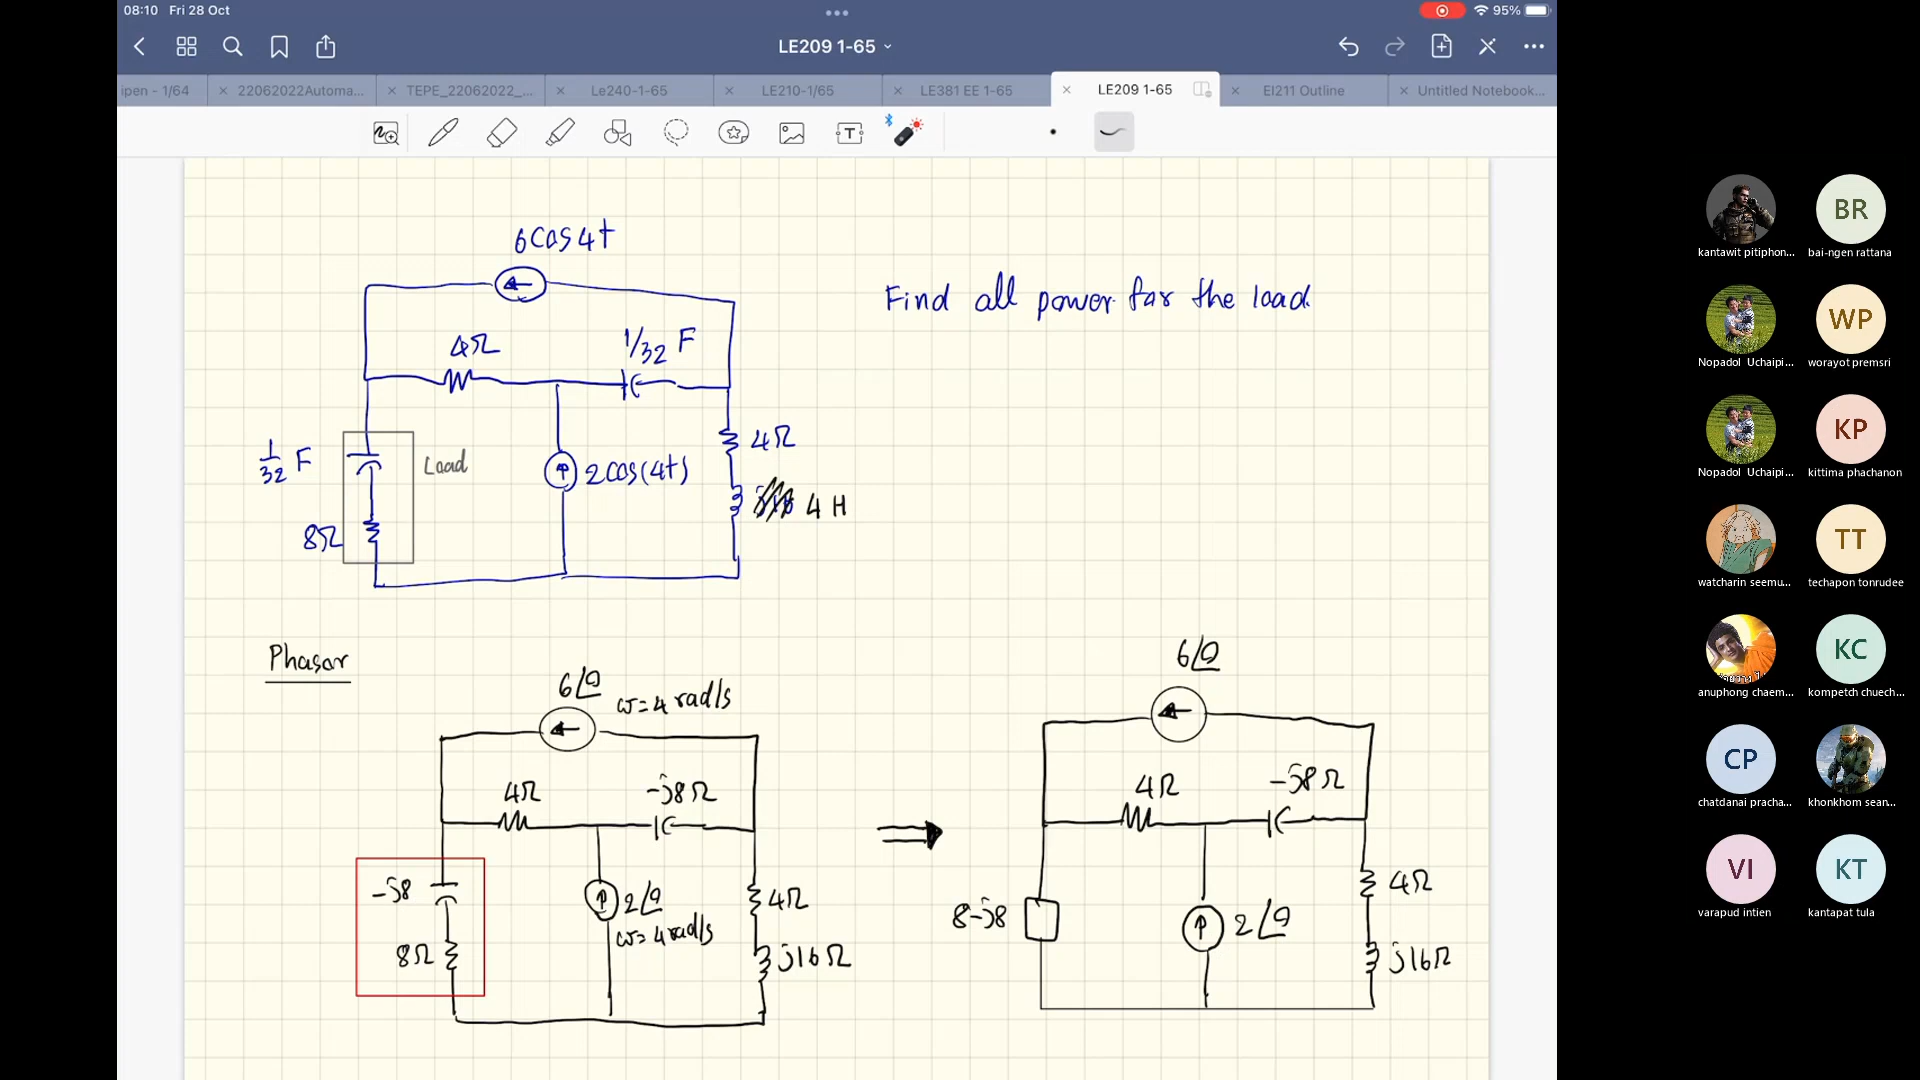 08:10 Fri 28 Oct
95%
LE209 1-65
ipen - 1/64
22062022Automa...
TEPE_22062022_...
Le240-1-65
LE210-1/65
LE381 EE 1-65
LE209 1-65
EI211 Outline
Untitled Notebook...
6cos4t
Find all power for the load.
4Ω
1/32 F
1/32 F
Load
4Ω
2cos(4t)
4 H
8Ω
Phasor
6∠0
ω=4 rad/s
4Ω
-j8Ω
-j8
8Ω
2∠0
ω=4 rad/s
4Ω
j16Ω
6∠0
4Ω
-j8Ω
8-j8
2∠0
4Ω
j16Ω
kantawit pitiphon...
BR
bai-ngen rattana
Nopadol Uchaipi...
WP
worayot premsri
Nopadol Uchaipi...
KP
kittima phachanon
watcharin seemu...
TT
techapon tonrudee
anuphong chaem...
KC
kompetch chuech...
CP
chatdanai pracha...
khonkhom sean...
VI
varapud intien
KT
kantapat tula